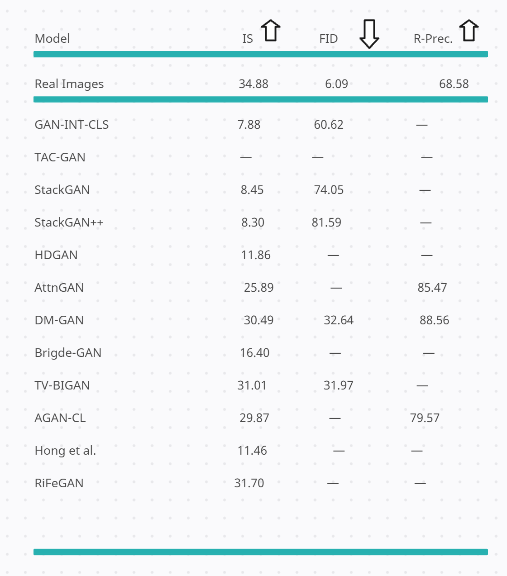 Model IS FID R-Prec.
Real Images 34.88 6.09 68.58
GAN-INT-CLS 7.88 60.62 —
TAC-GAN — — —
StackGAN 8.45 74.05 —
StackGAN++ 8.30 81.59 —
HDGAN 11.86 — —
AttnGAN 25.89 — 85.47
DM-GAN 30.49 32.64 88.56
Brigde-GAN 16.40 — —
TV-BIGAN 31.01 31.97 —
AGAN-CL 29.87 — 79.57
Hong et al. 11.46 — —
RiFeGAN 31.70 — —